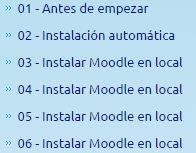 01 - Antes de empezar
02 - Instalación automática
03 - Instalar Moodle en local
04 - Instalar Moodle en local
05 - Instalar Moodle en local
06 - Instalar Moodle en local